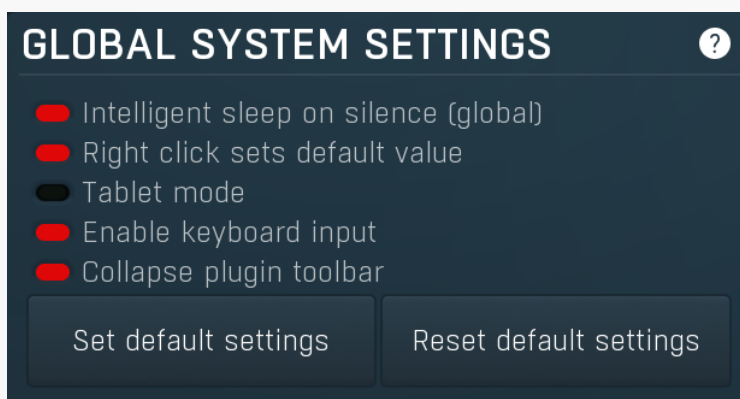 GLOBAL SYSTEM SETTINGS ?
Intelligent sleep on silence (global)
Right click sets default value
Tablet mode
Enable keyboard input
Collapse plugin toolbar
Set default settings Reset default settings